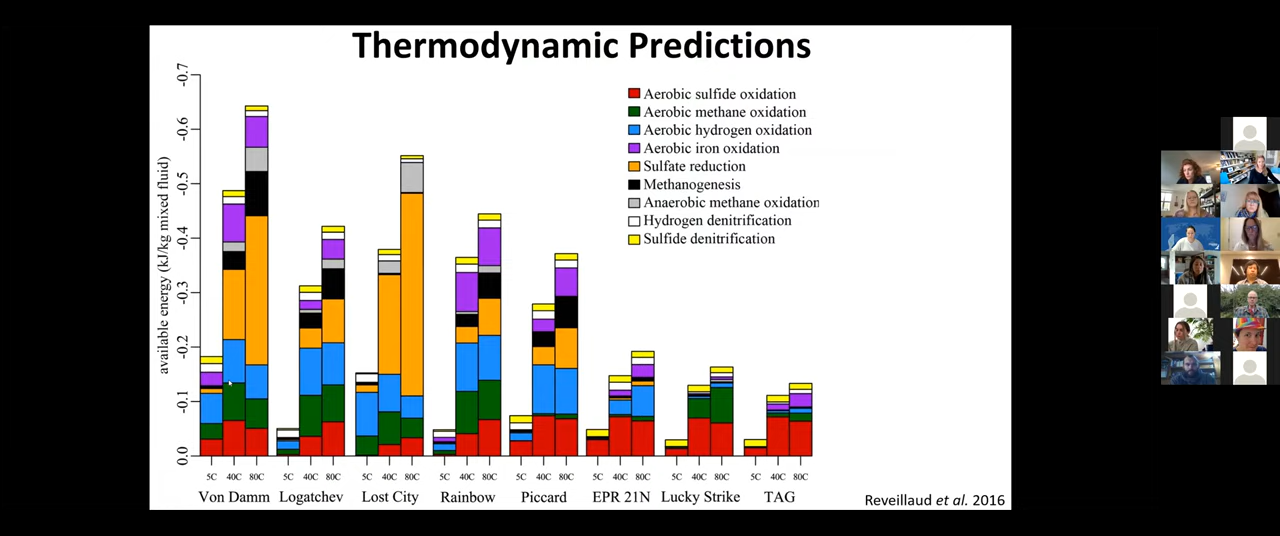 Thermodynamic Predictions
available energy (kJ/kg mixed fluid)
-0.7
-0.6
-0.5
-0.4
-0.3
-0.2
-0.1
0.0
Aerobic sulfide oxidation
Aerobic methane oxidation
Aerobic hydrogen oxidation
Aerobic iron oxidation
Sulfate reduction
Methanogenesis
Anaerobic methane oxidation
Hydrogen denitrification
Sulfide denitrification
5C 40C 80C 5C 40C 80C 5C 40C 80C 5C 40C 80C 5C 40C 80C 5C 40C 80C 5C 40C 80C 5C 40C 80C
Von Damm Logatchev Lost City Rainbow Piccard EPR 21N Lucky Strike TAG
Reveillaud et al. 2016